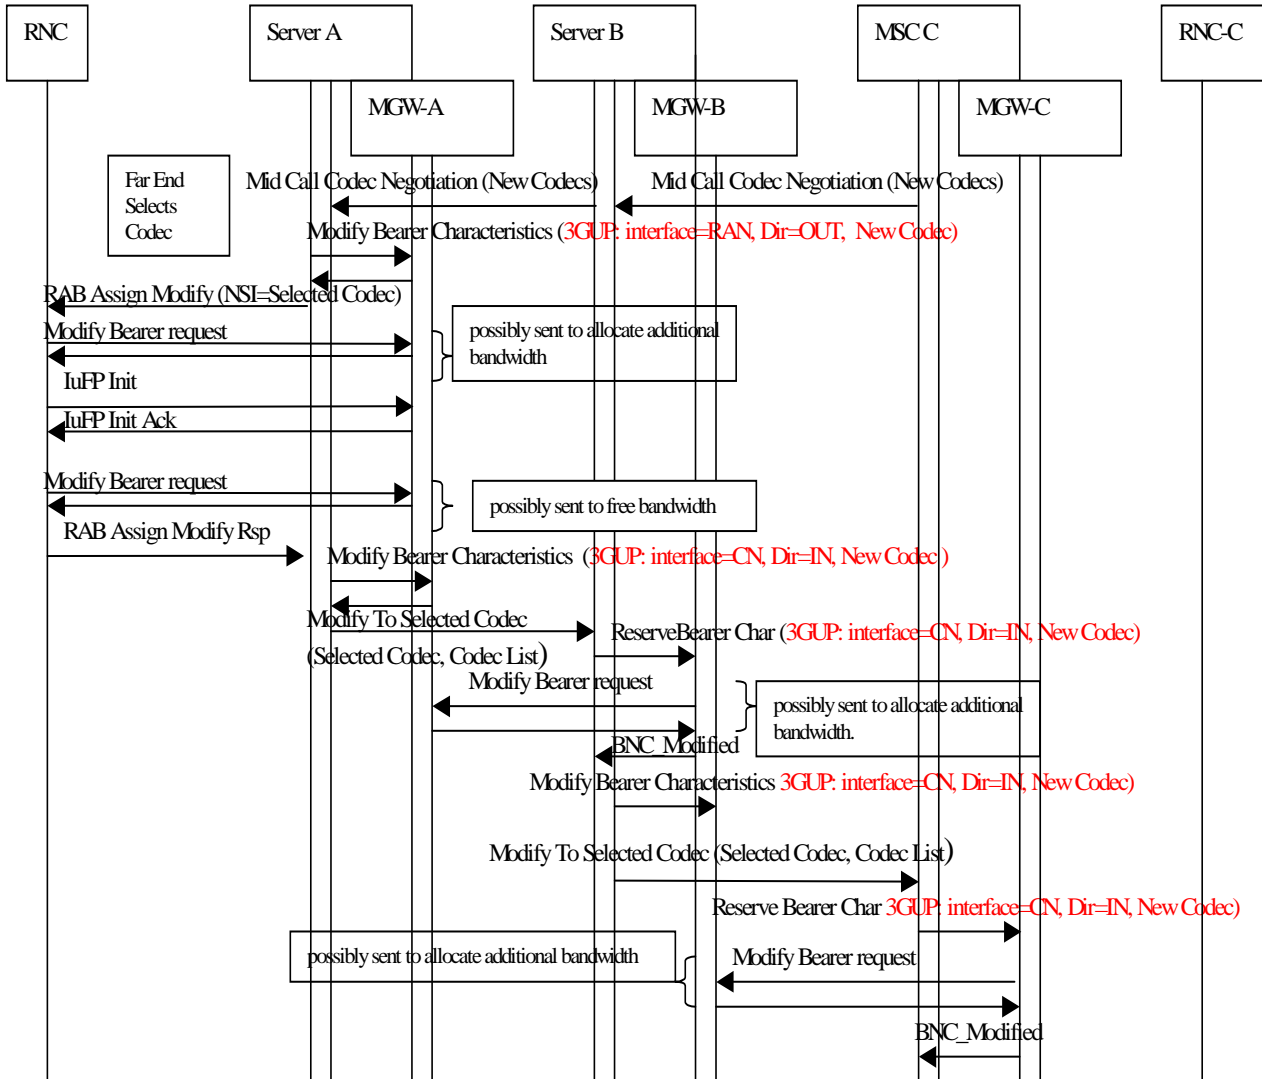 RNC
Server A
Server B
MSC C
RNC-C
MGW-A
MGW-B
MGW-C
Far End
Selects
Codec
Mid Call Codec Negotiation (New Codecs)
Mid Call Codec Negotiation (New Codecs)
Modify Bearer Characteristics (3GUP: interface=RAN, Dir=OUT, New Codec)
RAB Assign Modify (NSI=Selected Codec)
Modify Bearer request
possibly sent to allocate additional
bandwidth
IuFP Init
IuFP Init Ack
Modify Bearer request
possibly sent to free bandwidth
RAB Assign Modify Rsp
Modify Bearer Characteristics (3GUP: interface=CN, Dir=IN, New Codec )
Modify To Selected Codec
(Selected Codec, Codec List)
ReserveBearer Char (3GUP: interface=CN, Dir=IN, New Codec)
Modify Bearer request
possibly sent to allocate additional
bandwidth.
BNC_Modified
Modify Bearer Characteristics 3GUP: interface=CN, Dir=IN, New Codec)
Modify To Selected Codec (Selected Codec, Codec List)
Reserve Bearer Char 3GUP: interface=CN, Dir=IN, New Codec)
possibly sent to allocate additional bandwidth
Modify Bearer request
BNC_Modified